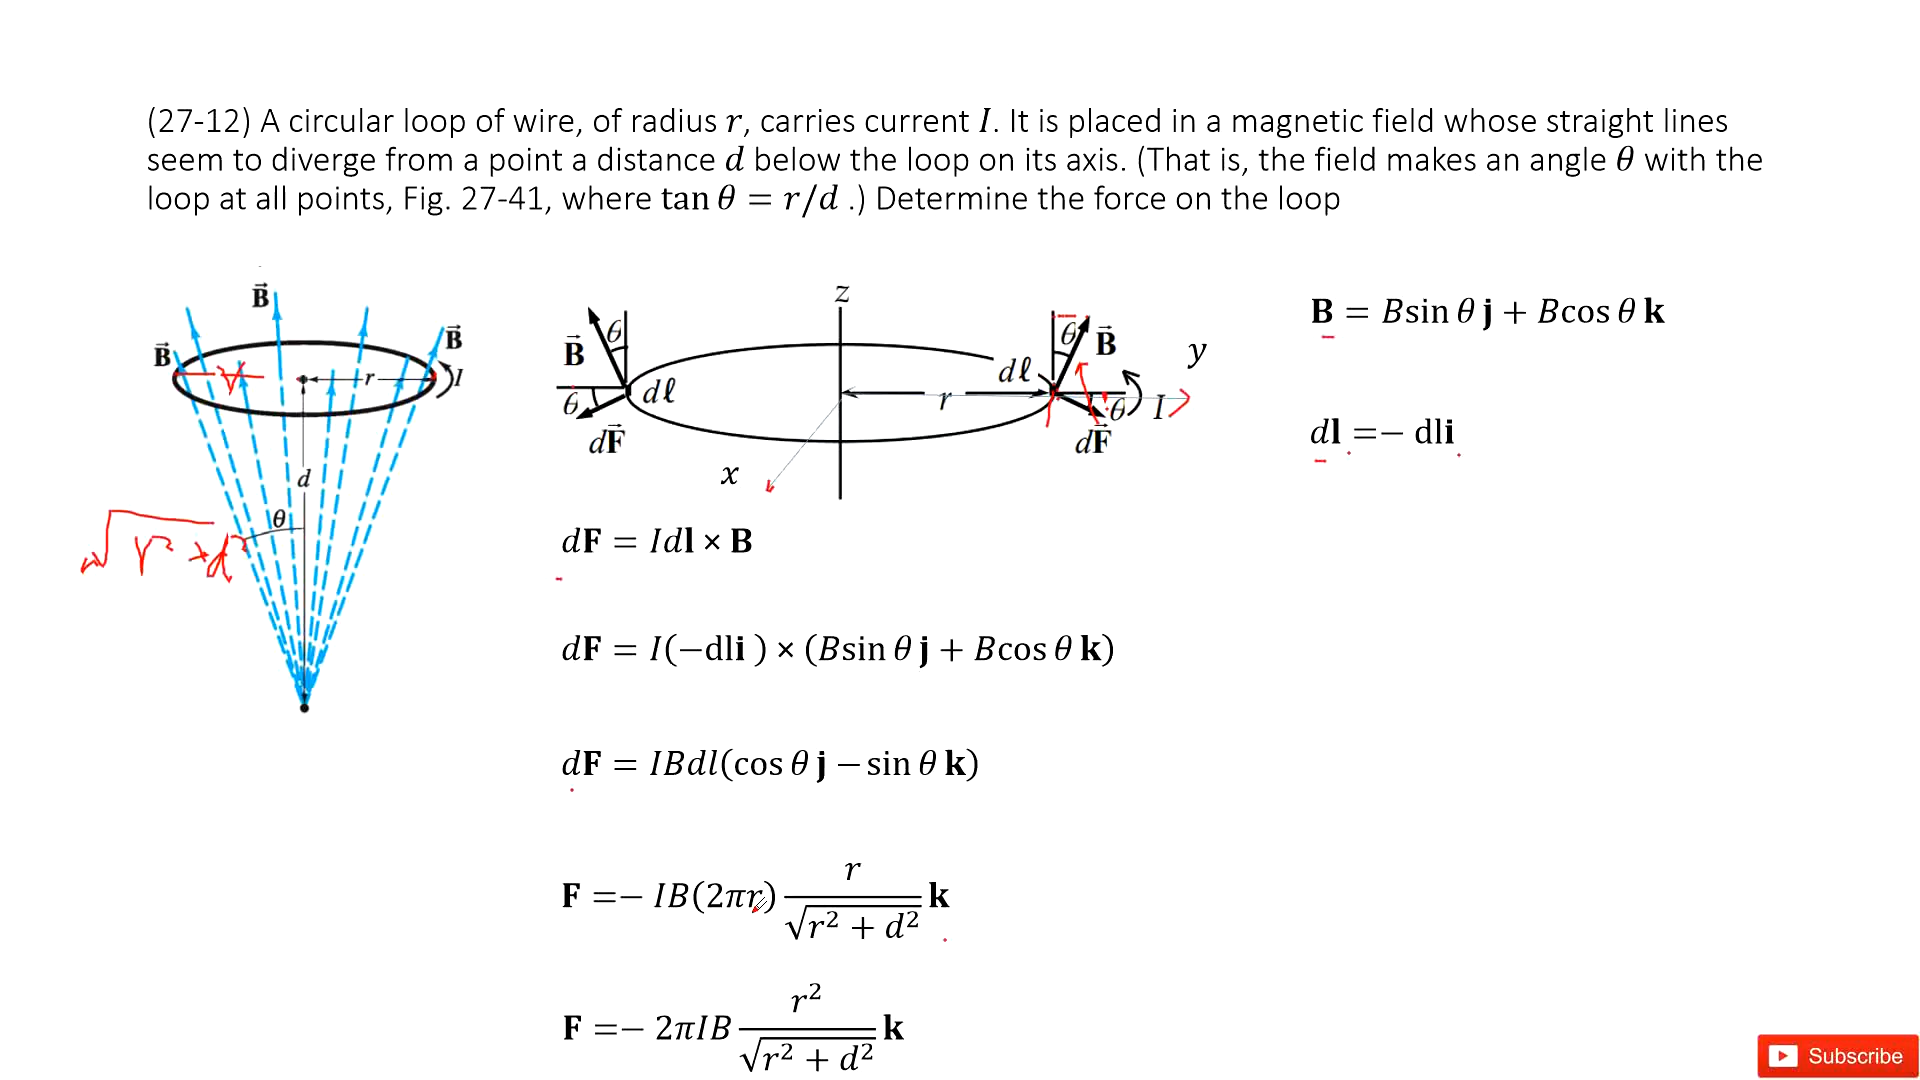 (27-12) A circular loop of wire, of radius r, carries current I. It is placed in a magnetic field whose straight lines
seem to diverge from a point a distance d below the loop on its axis. (That is, the field makes an angle θ with the
loop at all points, Fig. 27-41, where tan θ = r/d .) Determine the force on the loop
B⃗
B⃗
B⃗
r
I
d
θ
√r² + d²
z
θ
B⃗
θ
dℓ
dF⃗
r
dℓ
θ
B⃗
θ
I
dF⃗
y
x
B = Bsin θ j + Bcos θ k
dl =− dli
dF = Idl × B
dF = I(−dli ) × (Bsin θ j + Bcos θ k)
dF = IBdl(cos θ j − sin θ k)
F =− IB(2πr) r/√r² + d² k
F =− 2πIB r²/√r² + d² k
Subscribe